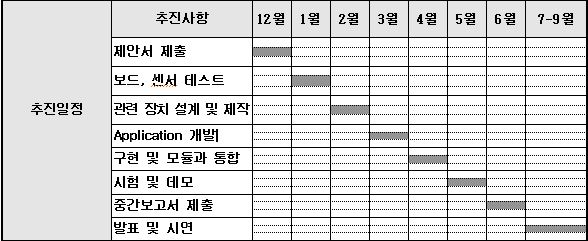 추진사항 12월 1월 2월 3월 4월 5월 6월 7-9월
제안서 제출
보드, 센서 테스트
관련 장치 설계 및 제작
추진일정
Application 개발
구현 및 모듈과 통합
시험 및 데모
중간보고서 제출
발표 및 시연